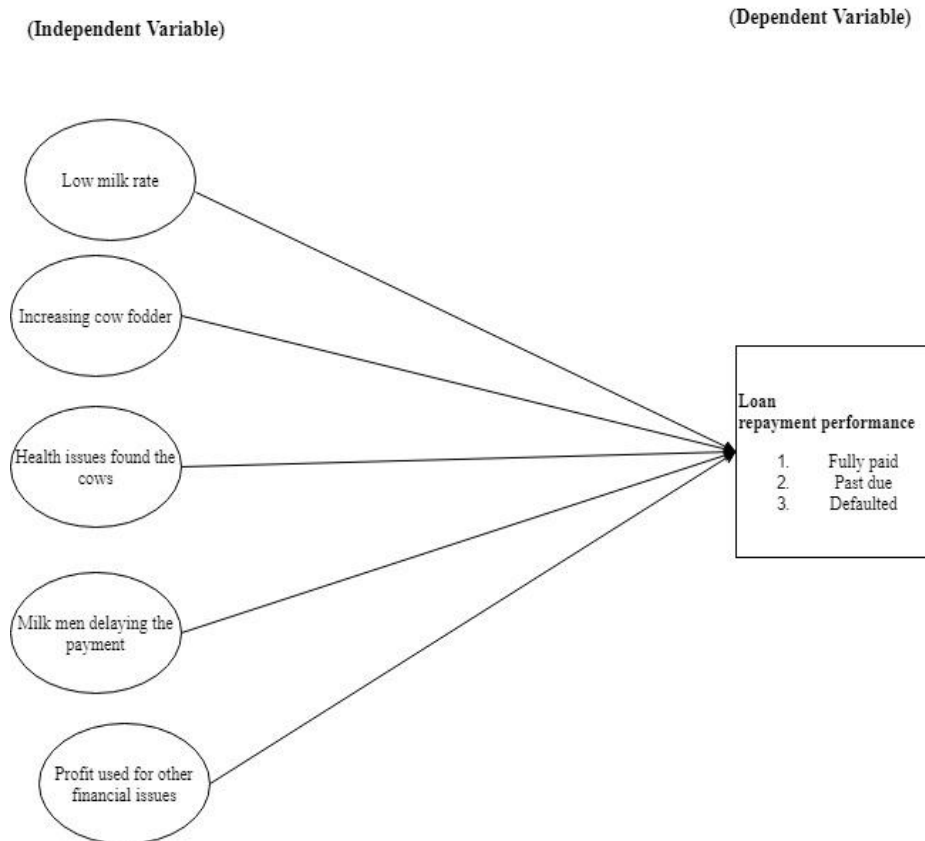 (Independent Variable)
(Dependent Variable)
Low milk rate
Increasing cow fodder
Health issues found the
cows
Milk men delaying the
payment
Profit used for other
financial issues
Loan
repayment performance
1. Fully paid
2. Past due
3. Defaulted